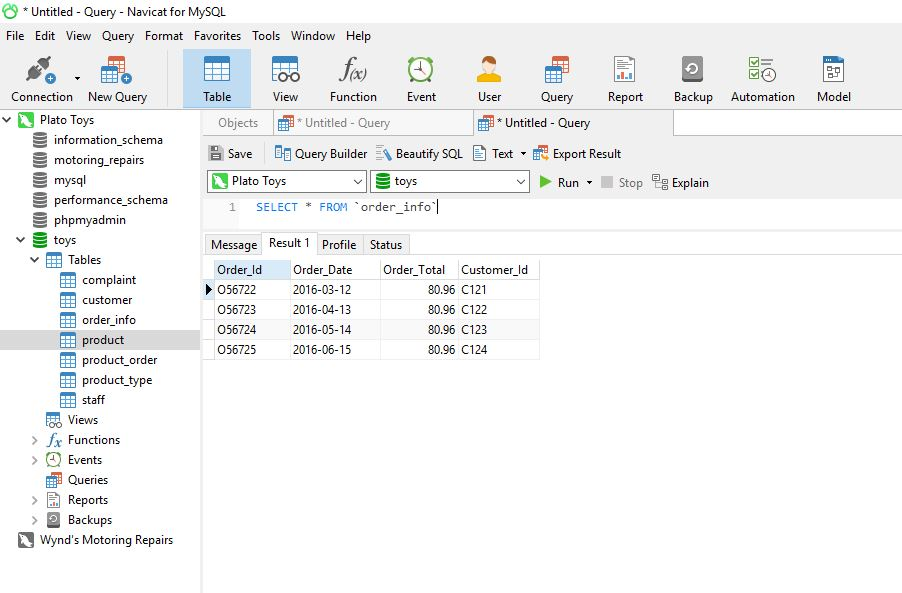 * Untitled - Query - Navicat for MySQL
File Edit View Query Format Favorites Tools Window Help
Connection New Query Table View Function Event User Query Report Backup Automation Model
f(x)
Plato Toys
information_schema
motoring_repairs
mysql
performance_schema
phpmyadmin
toys
Tables
complaint
customer
order_info
product
product_order
product_type
staff
Views
fx Functions
Events
Queries
Reports
Backups
Wynd's Motoring Repairs
Objects * Untitled - Query * Untitled - Query
Save Query Builder Beautify SQL Text Export Result
Plato Toys toys Run Stop Explain
1 SELECT * FROM `order_info`
Message Result 1 Profile Status
Order_Id Order_Date Order_Total Customer_Id
O56722 2016-03-12 80.96 C121
O56723 2016-04-13 80.96 C122
O56724 2016-05-14 80.96 C123
O56725 2016-06-15 80.96 C124